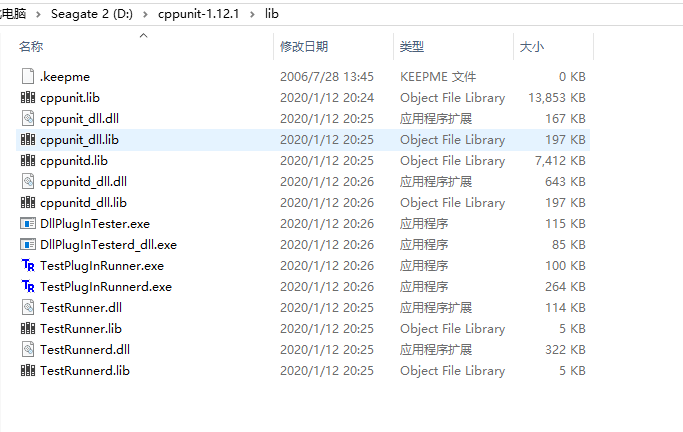 电脑 > Seagate 2 (D:) > cppunit-1.12.1 > lib
名称 修改日期 类型 大小
.keepme 2006/7/28 13:45 KEEPME 文件 0 KB
cppunit.lib 2020/1/12 20:24 Object File Library 13,853 KB
cppunit_dll.dll 2020/1/12 20:25 应用程序扩展 167 KB
cppunit_dll.lib 2020/1/12 20:25 Object File Library 197 KB
cppunitd.lib 2020/1/12 20:25 Object File Library 7,412 KB
cppunitd_dll.dll 2020/1/12 20:26 应用程序扩展 643 KB
cppunitd_dll.lib 2020/1/12 20:26 Object File Library 197 KB
DllPlugInTester.exe 2020/1/12 20:26 应用程序 115 KB
DllPlugInTesterd_dll.exe 2020/1/12 20:26 应用程序 85 KB
TestPlugInRunner.exe 2020/1/12 20:26 应用程序 100 KB
TestPlugInRunnerd.exe 2020/1/12 20:26 应用程序 264 KB
TestRunner.dll 2020/1/12 20:25 应用程序扩展 114 KB
TestRunner.lib 2020/1/12 20:25 Object File Library 5 KB
TestRunnerd.dll 2020/1/12 20:25 应用程序扩展 322 KB
TestRunnerd.lib 2020/1/12 20:25 Object File Library 5 KB